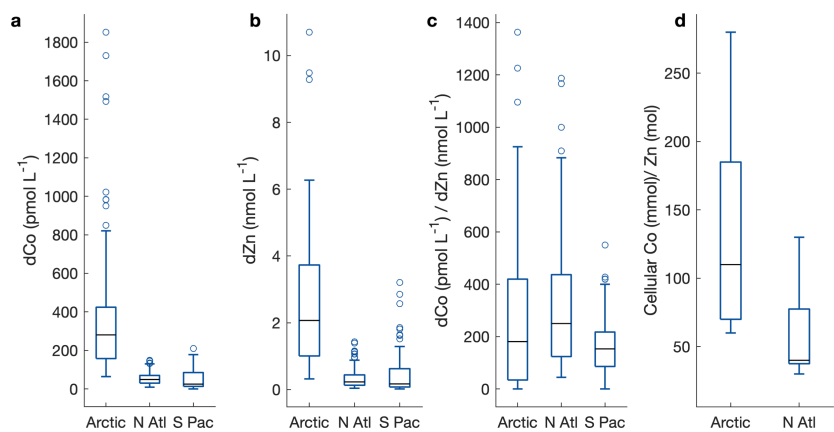 a
dCo (pmol L⁻¹)
1800
1600
1400
1200
1000
800
600
400
200
0
Arctic N Atl S Pac
b
dZn (nmol L⁻¹)
10
8
6
4
2
0
Arctic N Atl S Pac
c
dCo (pmol L⁻¹) / dZn (nmol L⁻¹)
1400
1200
1000
800
600
400
200
0
Arctic N Atl S Pac
d
Cellular Co (mmol)/ Zn (mol)
250
200
150
100
50
Arctic N Atl